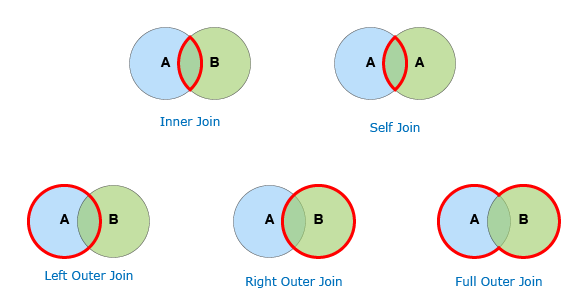 A B
A A
Inner Join
Self Join
A B
A B
A B
Left Outer Join
Right Outer Join
Full Outer Join